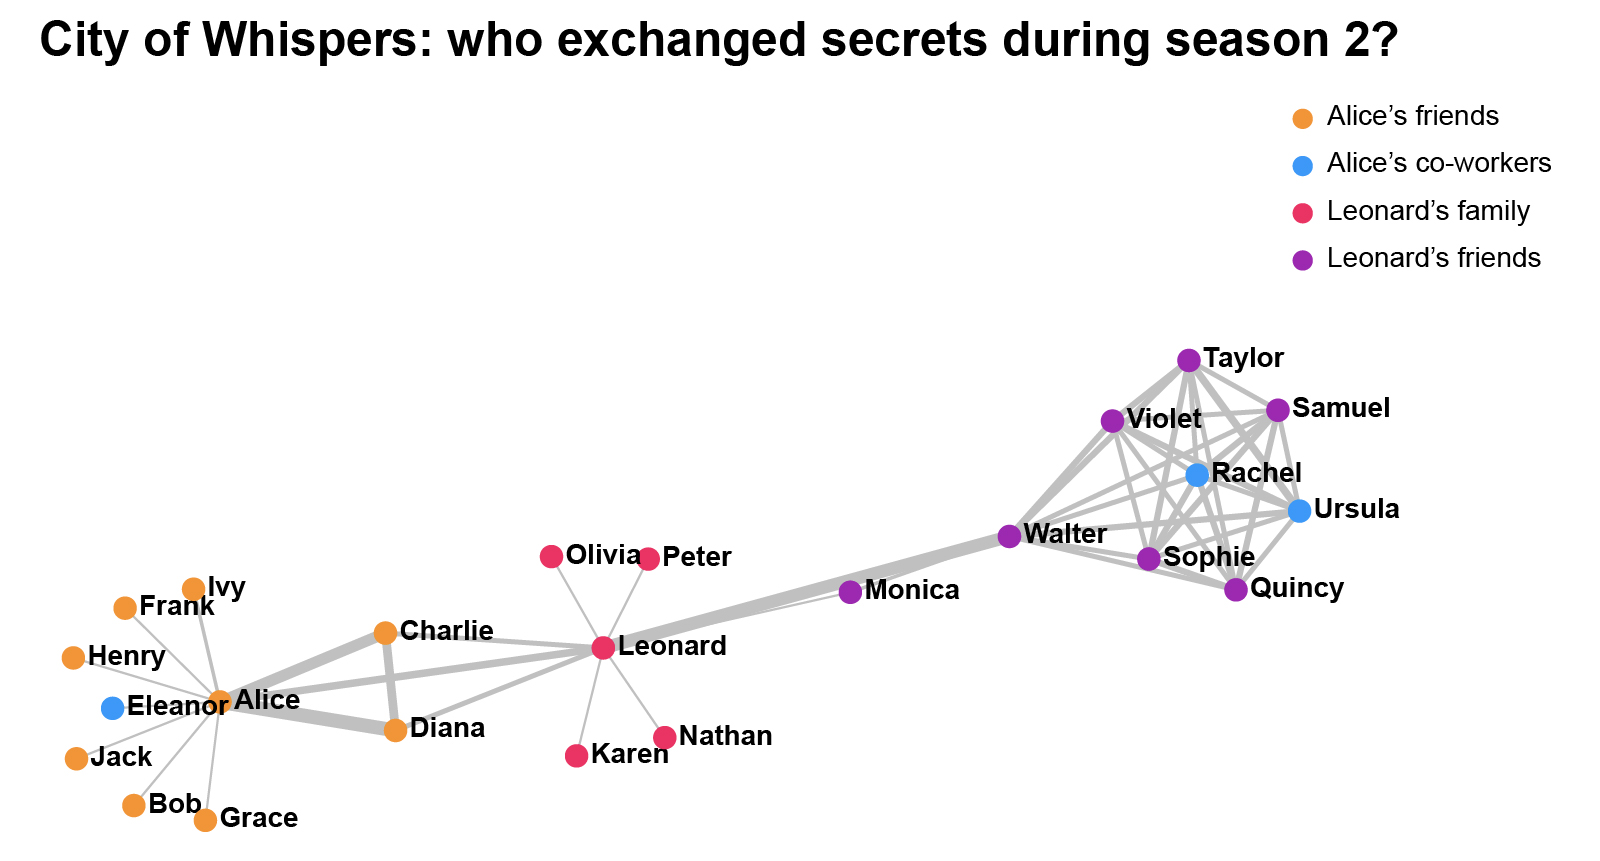 City of Whispers: who exchanged secrets during season 2?
Alice’s friends
Alice’s co-workers
Leonard’s family
Leonard’s friends
Taylor
Samuel
Violet
Rachel
Ursula
Walter
Sophie
Quincy
Olivia
Peter
Monica
Ivy
Frank
Charlie
Leonard
Henry
Eleanor
Alice
Diana
Nathan
Karen
Jack
Bob
Grace